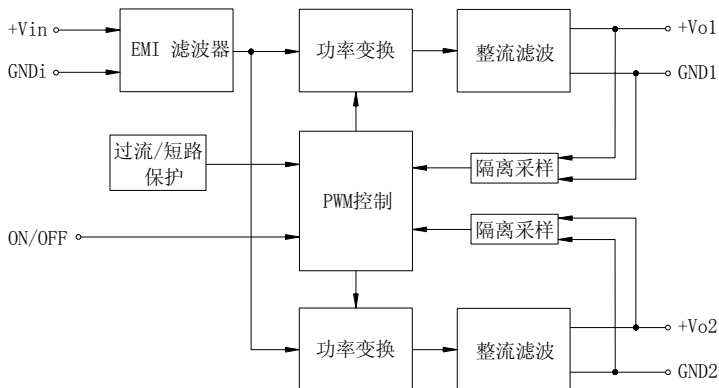 +Vin
GNDi
EMI 滤波器
功率变换
整流滤波
+Vo1
GND1
过流/短路
保护
PWM控制
隔离采样
隔离采样
ON/OFF
功率变换
整流滤波
+Vo2
GND2